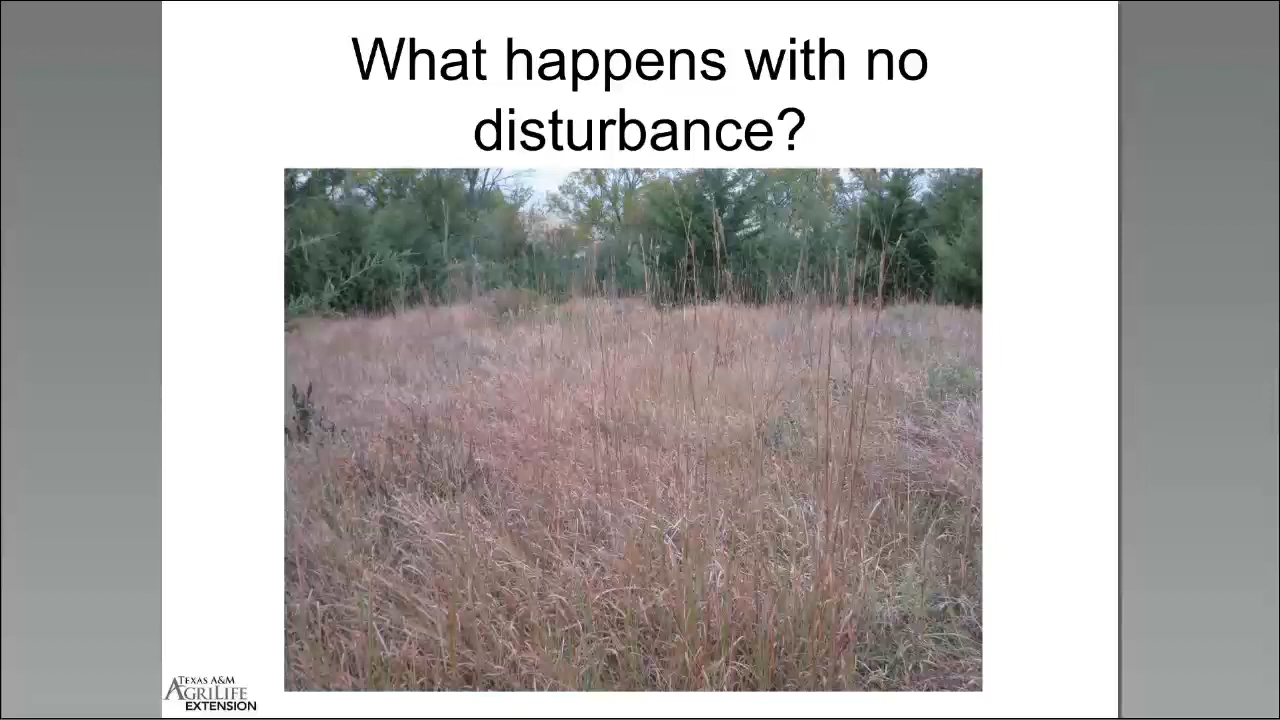 What happens with no
disturbance?
TEXAS A&M
AGRILIFE
EXTENSION